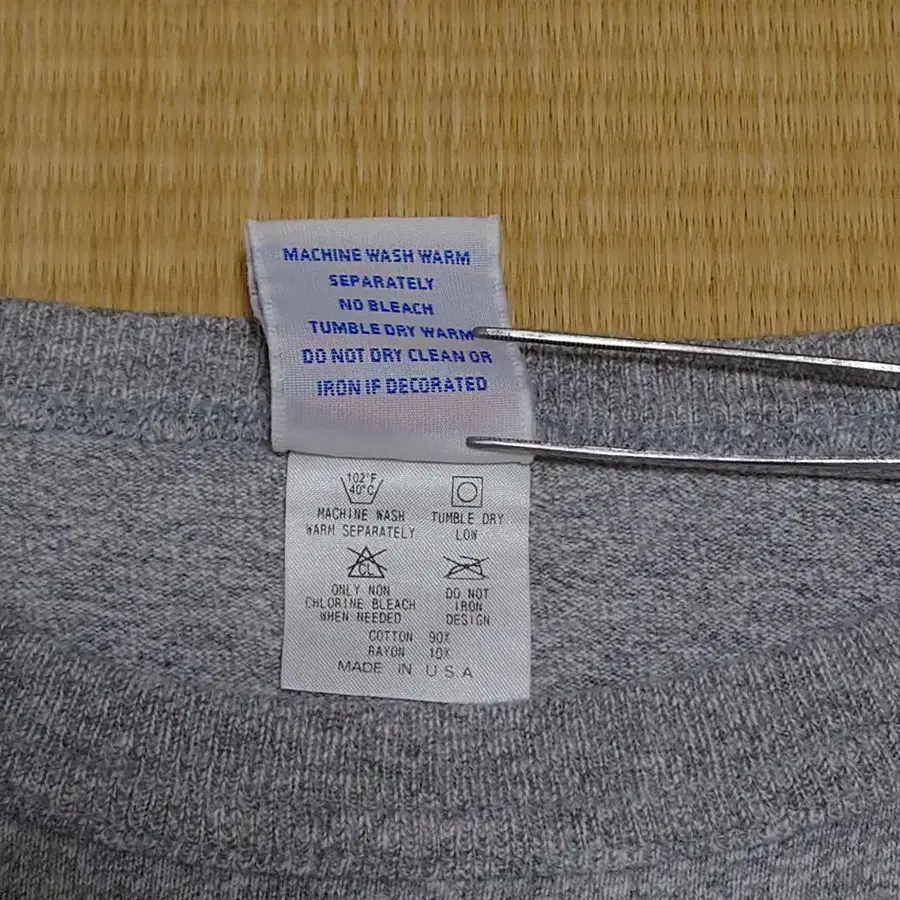 MACHINE WASH WARM
SEPARATELY
NO BLEACH
TUMBLE DRY WARM
DO NOT DRY CLEAN OR
IRON IF DECORATED
102°F
40°C
MACHINE WASH
WARM SEPARATELY
TUMBLE DRY
LOW
CL
ONLY NON
CHLORINE BLEACH
WHEN NEEDED
DO NOT
IRON
DESIGN
COTTON 90%
RAYON 10%
MADE IN U S A